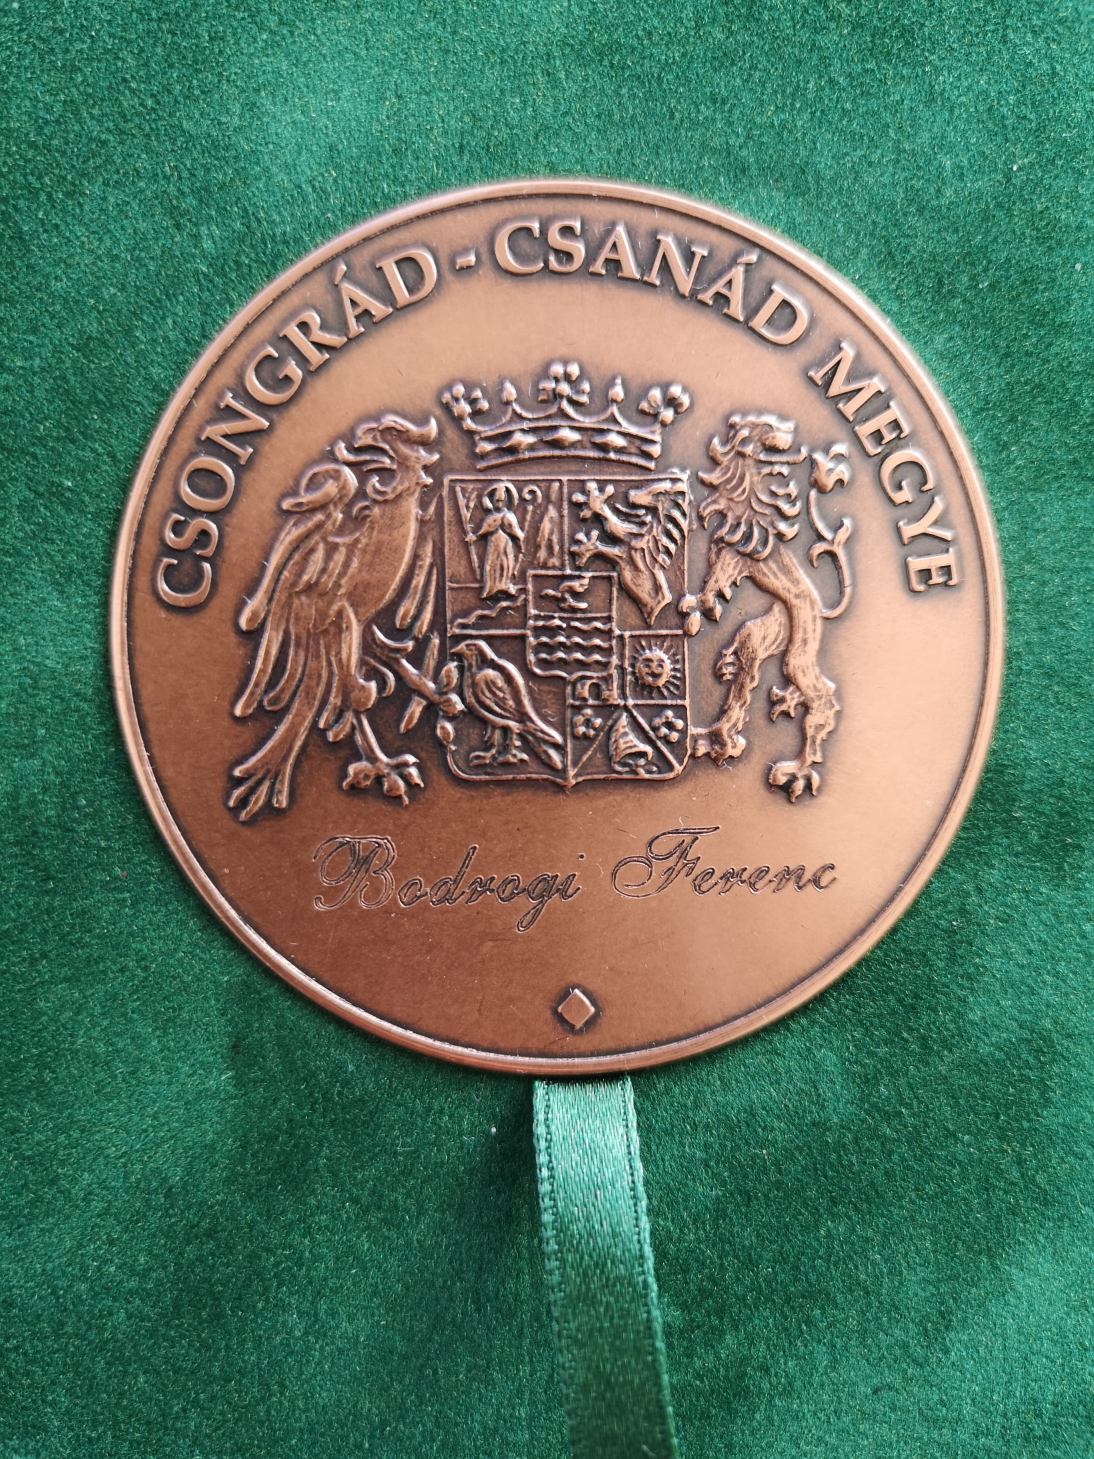 CSONGRÁD - CSANÁD MEGYE
Bodrogi Ferenc